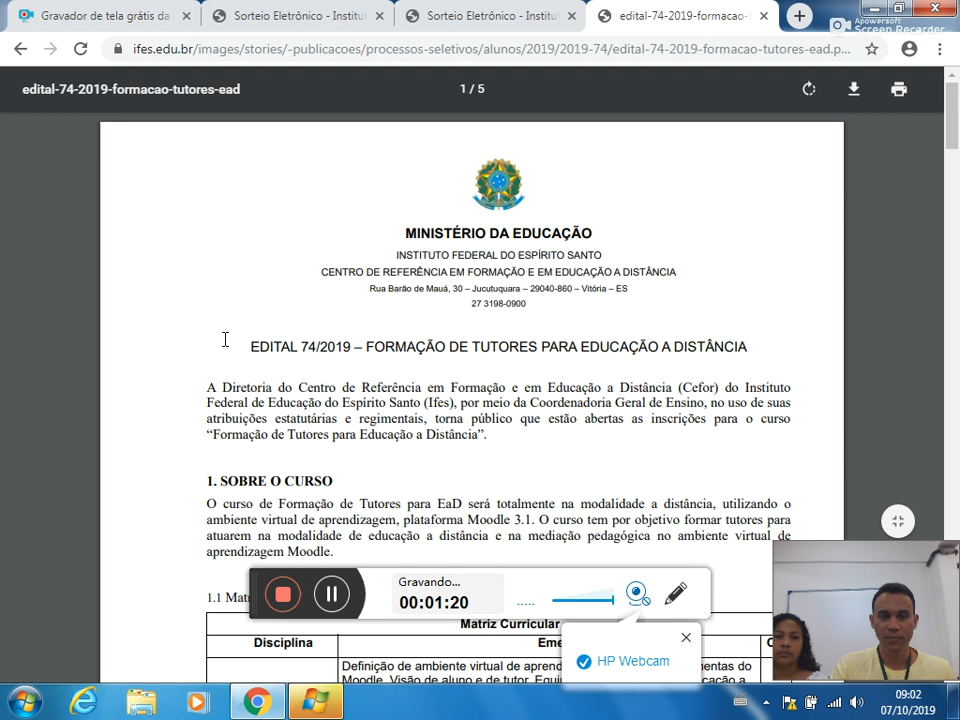 Gravador de tela grátis da
Sorteio Eletrônico - Institut
Sorteio Eletrônico - Institut
edital-74-2019-formacao-t
Apowersoft
Screen Recorder
ifes.edu.br/images/stories/-publicacoes/processos-seletivos/alunos/2019/2019-74/edital-74-2019-formacao-tutores-ead.p...
edital-74-2019-formacao-tutores-ead
1 / 5
MINISTÉRIO DA EDUCAÇÃO
INSTITUTO FEDERAL DO ESPÍRITO SANTO
CENTRO DE REFERÊNCIA EM FORMAÇÃO E EM EDUCAÇÃO A DISTÂNCIA
Rua Barão de Mauá, 30 – Jucutuquara – 29040-860 – Vitória – ES
27 3198-0900
EDITAL 74/2019 – FORMAÇÃO DE TUTORES PARA EDUCAÇÃO A DISTÂNCIA
A Diretoria do Centro de Referência em Formação e em Educação a Distância (Cefor) do Instituto
Federal de Educação do Espírito Santo (Ifes), por meio da Coordenadoria Geral de Ensino, no uso de suas
atribuições estatutárias e regimentais, torna público que estão abertas as inscrições para o curso
“Formação de Tutores para Educação a Distância”.
1. SOBRE O CURSO
O curso de Formação de Tutores para EaD será totalmente na modalidade a distância, utilizando o
ambiente virtual de aprendizagem, plataforma Moodle 3.1. O curso tem por objetivo formar tutores para
atuarem na modalidade de educação a distância e na mediação pedagógica no ambiente virtual de
aprendizagem Moodle.
1.1 Mat
Gravando...
00:01:20
Matriz Curricular
Disciplina
Eme
C
HP Webcam
Definição de ambiente virtual de aprend
mentas do
Moodle. Visão de aluno e de tutor.
cação a
09:02
07/10/2019